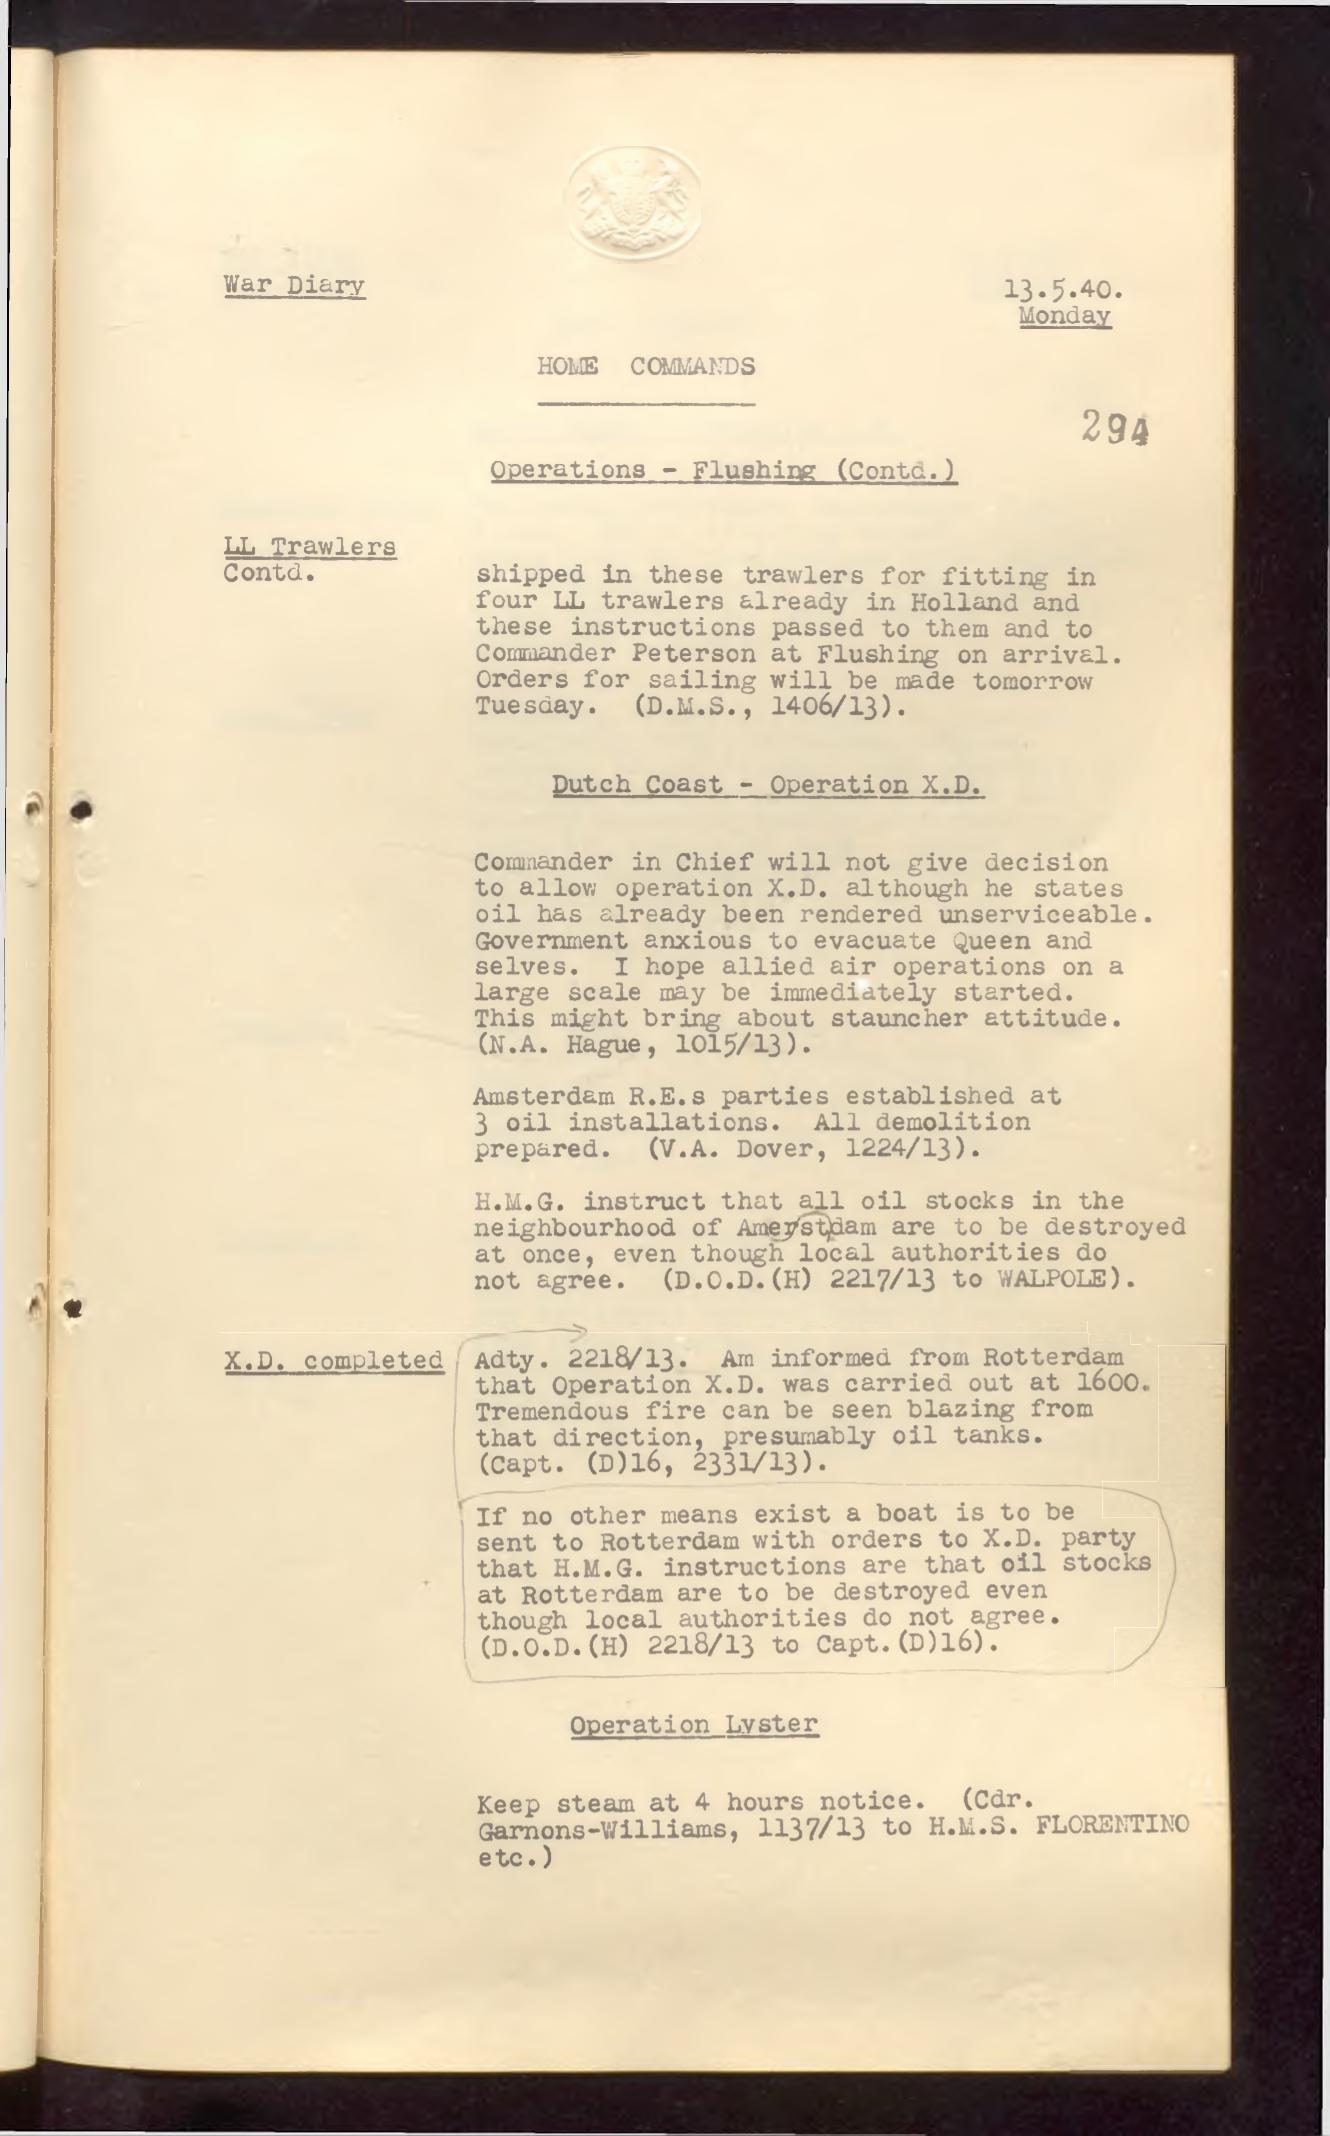 War Diary
13.5.40.
Monday
HOME COMMANDS
294
Operations - Flushing (Contd.)
LL Trawlers
Contd.
shipped in these trawlers for fitting in
four LL trawlers already in Holland and
these instructions passed to them and to
Commander Peterson at Flushing on arrival.
Orders for sailing will be made tomorrow
Tuesday. (D.M.S., 1406/13).
Dutch Coast - Operation X.D.
Commander in Chief will not give decision
to allow operation X.D. although he states
oil has already been rendered unserviceable.
Government anxious to evacuate Queen and
selves. I hope allied air operations on a
large scale may be immediately started.
This might bring about stauncher attitude.
(N.A. Hague, 1015/13).
Amsterdam R.E.s parties established at
3 oil installations. All demolition
prepared. (V.A. Dover, 1224/13).
H.M.G. instruct that all oil stocks in the
neighbourhood of Amerstdam are to be destroyed
at once, even though local authorities do
not agree. (D.O.D.(H) 2217/13 to WALPOLE).
X.D. completed
Adty. 2218/13. Am informed from Rotterdam
that Operation X.D. was carried out at 1600.
Tremendous fire can be seen blazing from
that direction, presumably oil tanks.
(Capt. (D)16, 2331/13).
If no other means exist a boat is to be
sent to Rotterdam with orders to X.D. party
that H.M.G. instructions are that oil stocks
at Rotterdam are to be destroyed even
though local authorities do not agree.
(D.O.D.(H) 2218/13 to Capt.(D)16).
Operation Lyster
Keep steam at 4 hours notice. (Cdr.
Garnons-Williams, 1137/13 to H.M.S. FLORENTINO
etc.)